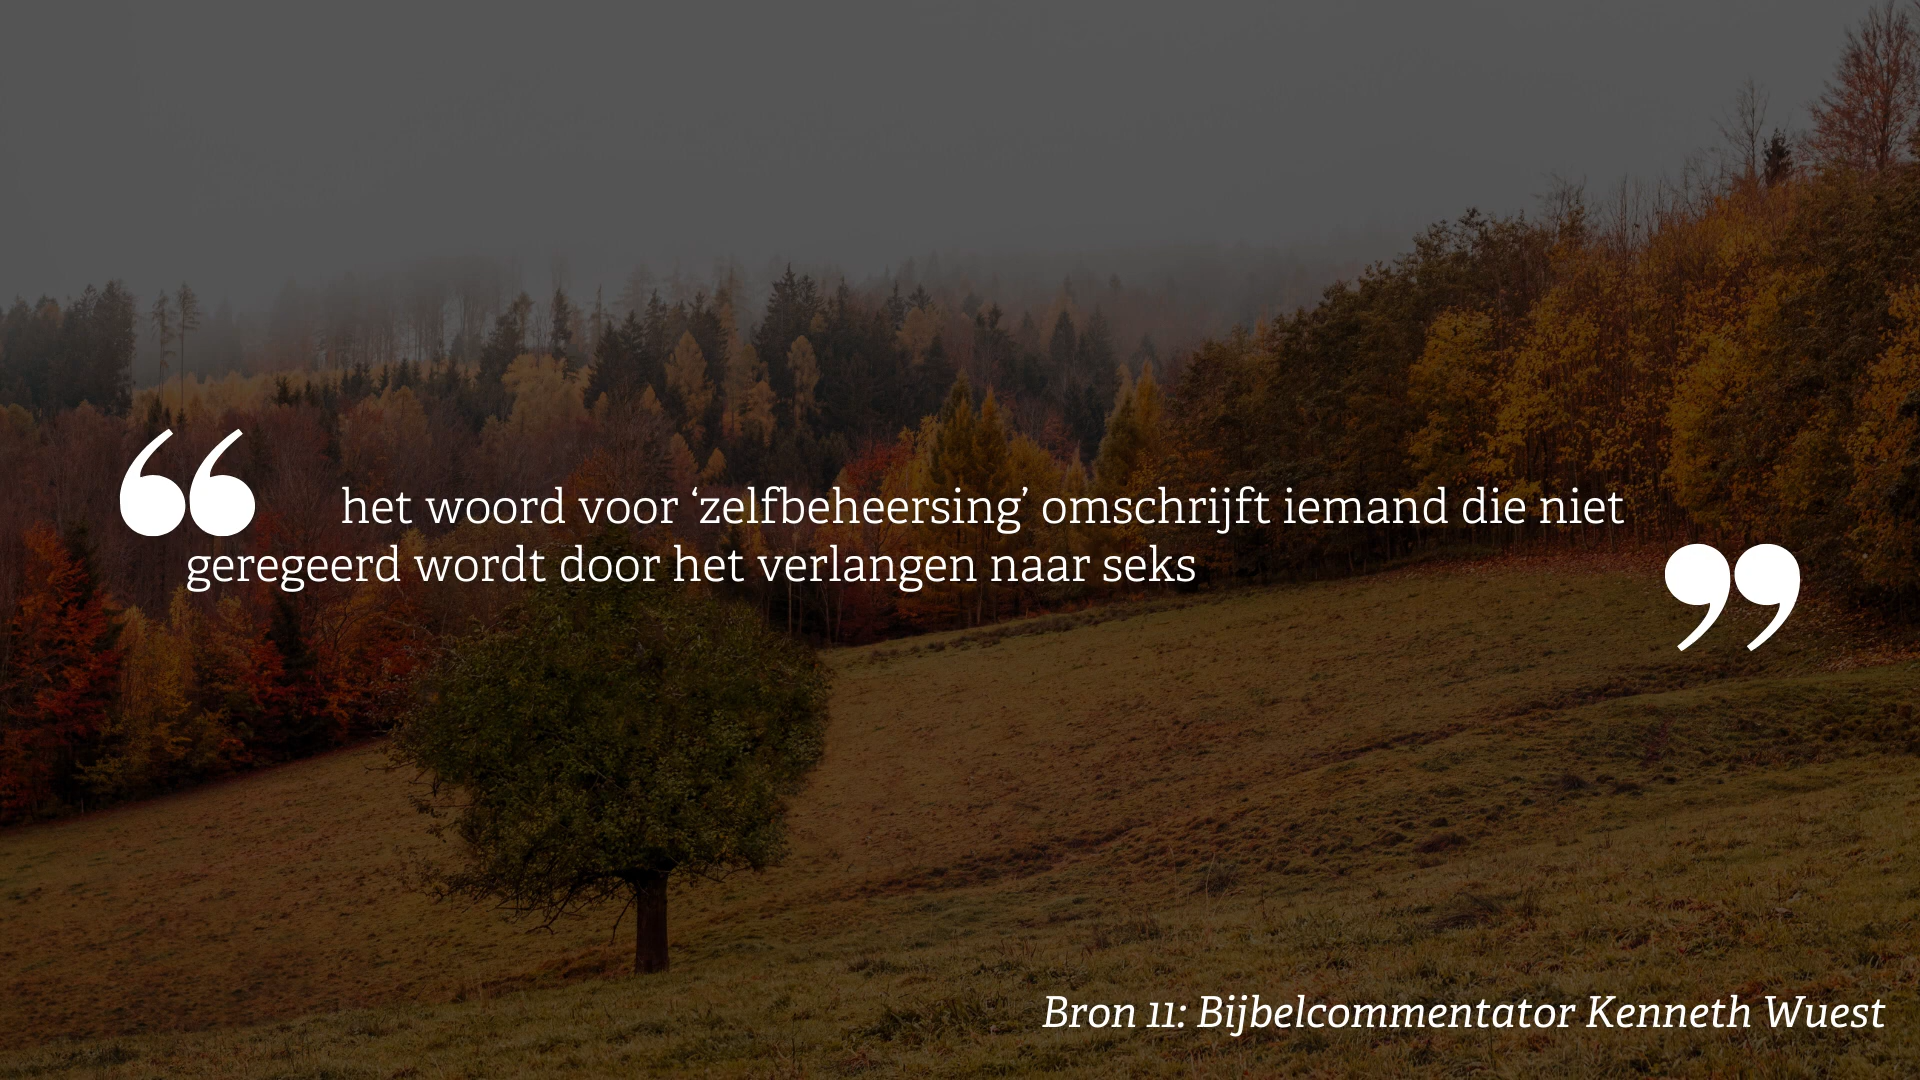 “
het woord voor ‘zelfbeheersing’ omschrijft iemand die niet
geregeerd wordt door het verlangen naar seks
”
Bron 11: Bijbelcommentator Kenneth Wuest